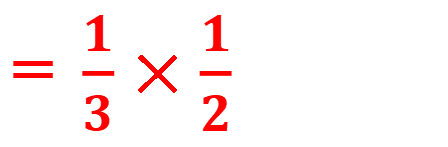 = 1/3 × 1/2